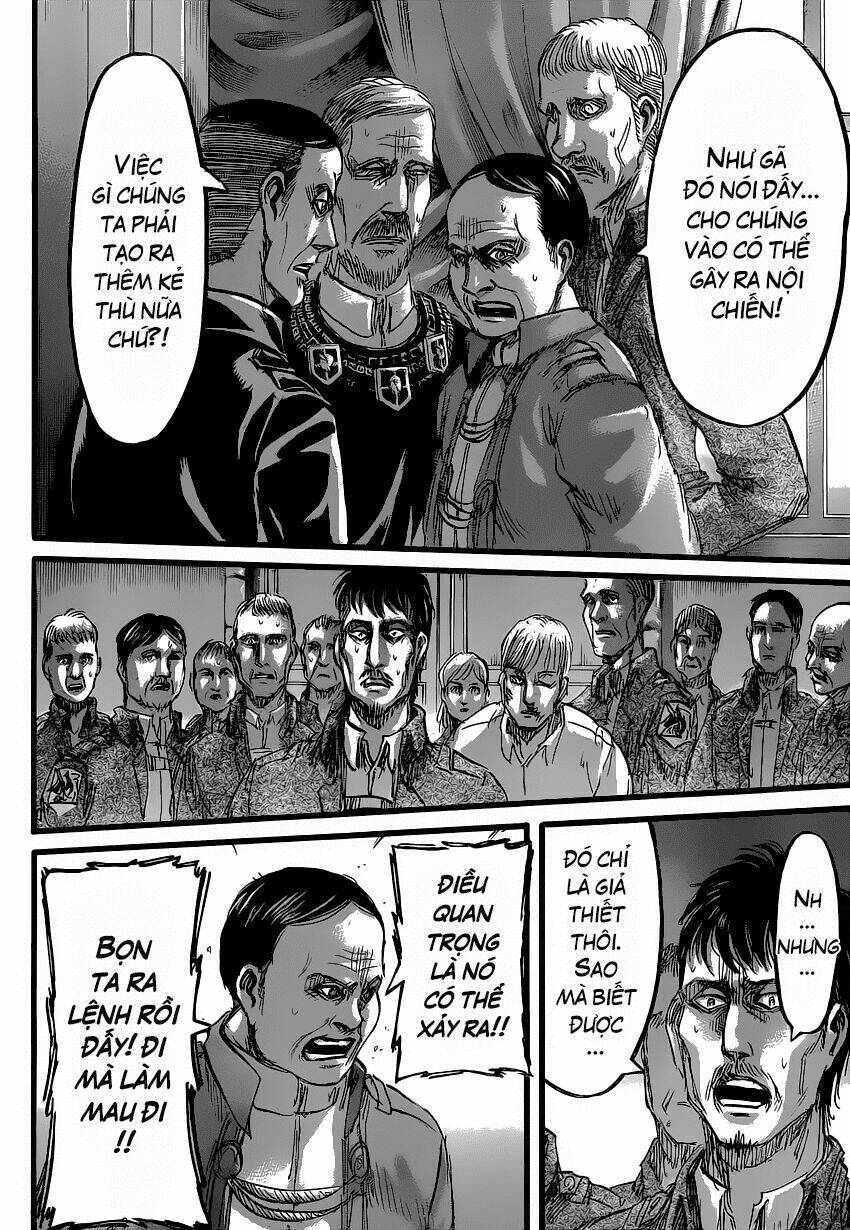 NHƯ GÃ
ĐÓ NÓI ĐẤY...
CHO CHÚNG
VÀO CÓ THỂ
GÂY RA NỘI
CHIẾN!
VIỆC
GÌ CHÚNG
TA PHẢI
TẠO RA
THÊM KẺ
THÙ NỮA
CHỨ?!
NH
...
NHƯNG
...
ĐÓ CHỈ
LÀ GIẢ
THIẾT
THÔI.
SAO
MÀ BIẾT
ĐƯỢC
...
ĐIỀU
QUAN
TRỌNG
LÀ NÓ
CÓ THỂ
XẢY RA!!
BỌN
TA RA
LỆNH RỒI
ĐẤY! ĐI
MÀ LÀM
MAU ĐI
!!